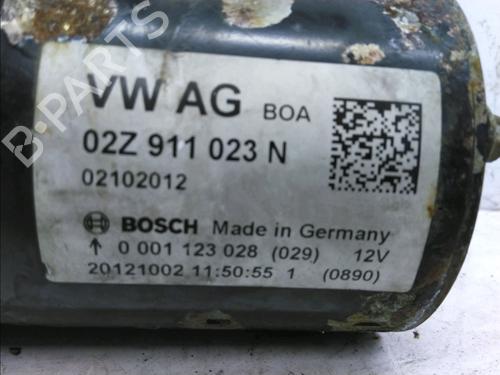 VW AG BOA
02Z 911 023 N
02102012
BOSCH Made in Germany
↑ 0 001 123 028 (029) 12V
20121002 11:50:55 1 (0890)
B-PARTS